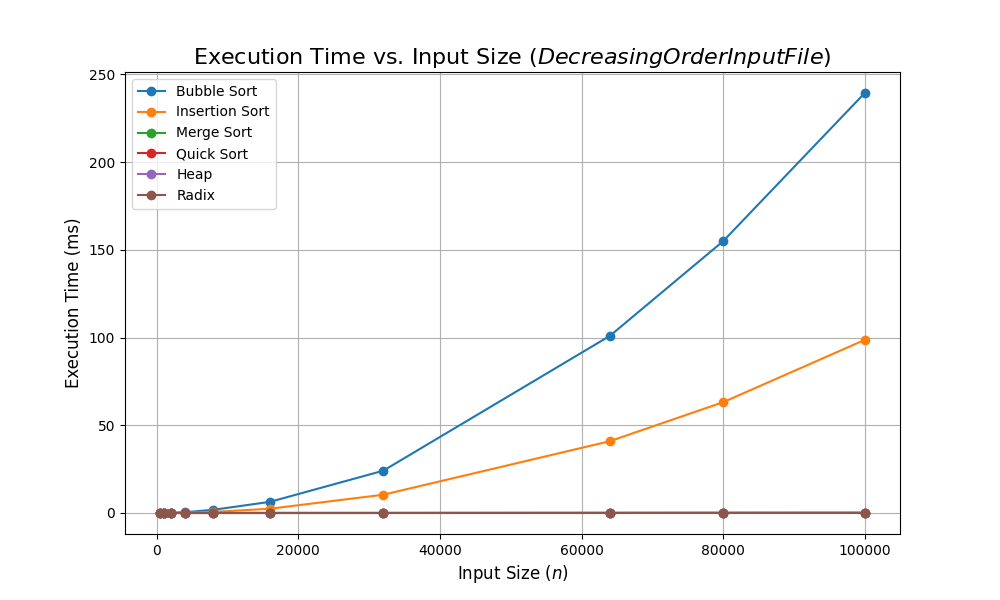 Execution Time vs. Input Size (DecreasingOrderInputFile)
Bubble Sort
Insertion Sort
Merge Sort
Quick Sort
Heap
Radix
250
200
150
100
50
0
Execution Time (ms)
0 20000 40000 60000 80000 100000
Input Size (n)